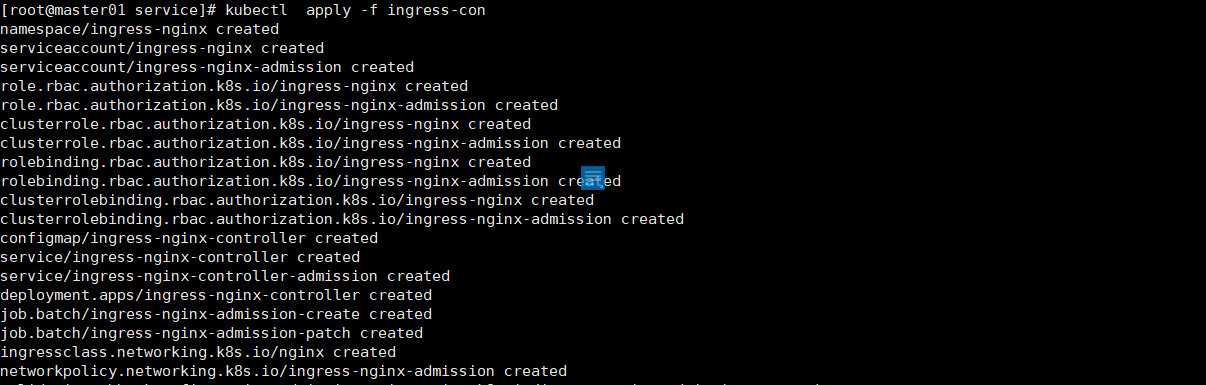 [root@master01 service]# kubectl  apply -f ingress-con
namespace/ingress-nginx created
serviceaccount/ingress-nginx created
serviceaccount/ingress-nginx-admission created
role.rbac.authorization.k8s.io/ingress-nginx created
role.rbac.authorization.k8s.io/ingress-nginx-admission created
clusterrole.rbac.authorization.k8s.io/ingress-nginx created
clusterrole.rbac.authorization.k8s.io/ingress-nginx-admission created
rolebinding.rbac.authorization.k8s.io/ingress-nginx created
rolebinding.rbac.authorization.k8s.io/ingress-nginx-admission created
clusterrolebinding.rbac.authorization.k8s.io/ingress-nginx created
clusterrolebinding.rbac.authorization.k8s.io/ingress-nginx-admission created
configmap/ingress-nginx-controller created
service/ingress-nginx-controller created
service/ingress-nginx-controller-admission created
deployment.apps/ingress-nginx-controller created
job.batch/ingress-nginx-admission-create created
job.batch/ingress-nginx-admission-patch created
ingressclass.networking.k8s.io/nginx created
networkpolicy.networking.k8s.io/ingress-nginx-admission created